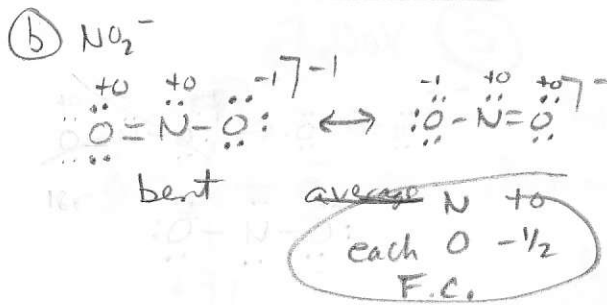 ⓑ NO₂⁻
+0 +0 -1 ⁻¹ -1 +0 +0 ⁻
:Ö=N̈-Ö: ↔ :Ö-N̈=Ö:
bent average N +0
each O -½
F.C.